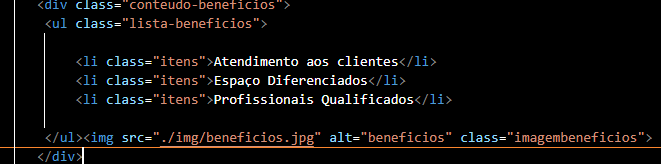 <div class="conteudo-beneficios">
<ul class="lista-beneficios">
<li class="itens">Atendimento aos clientes</li>
<li class="itens">Espaço Diferenciados</li>
<li class="itens">Profissionais Qualificados</li>
</ul><img src="./img/beneficios.jpg" alt="beneficios" class="imagembeneficios">
</div>